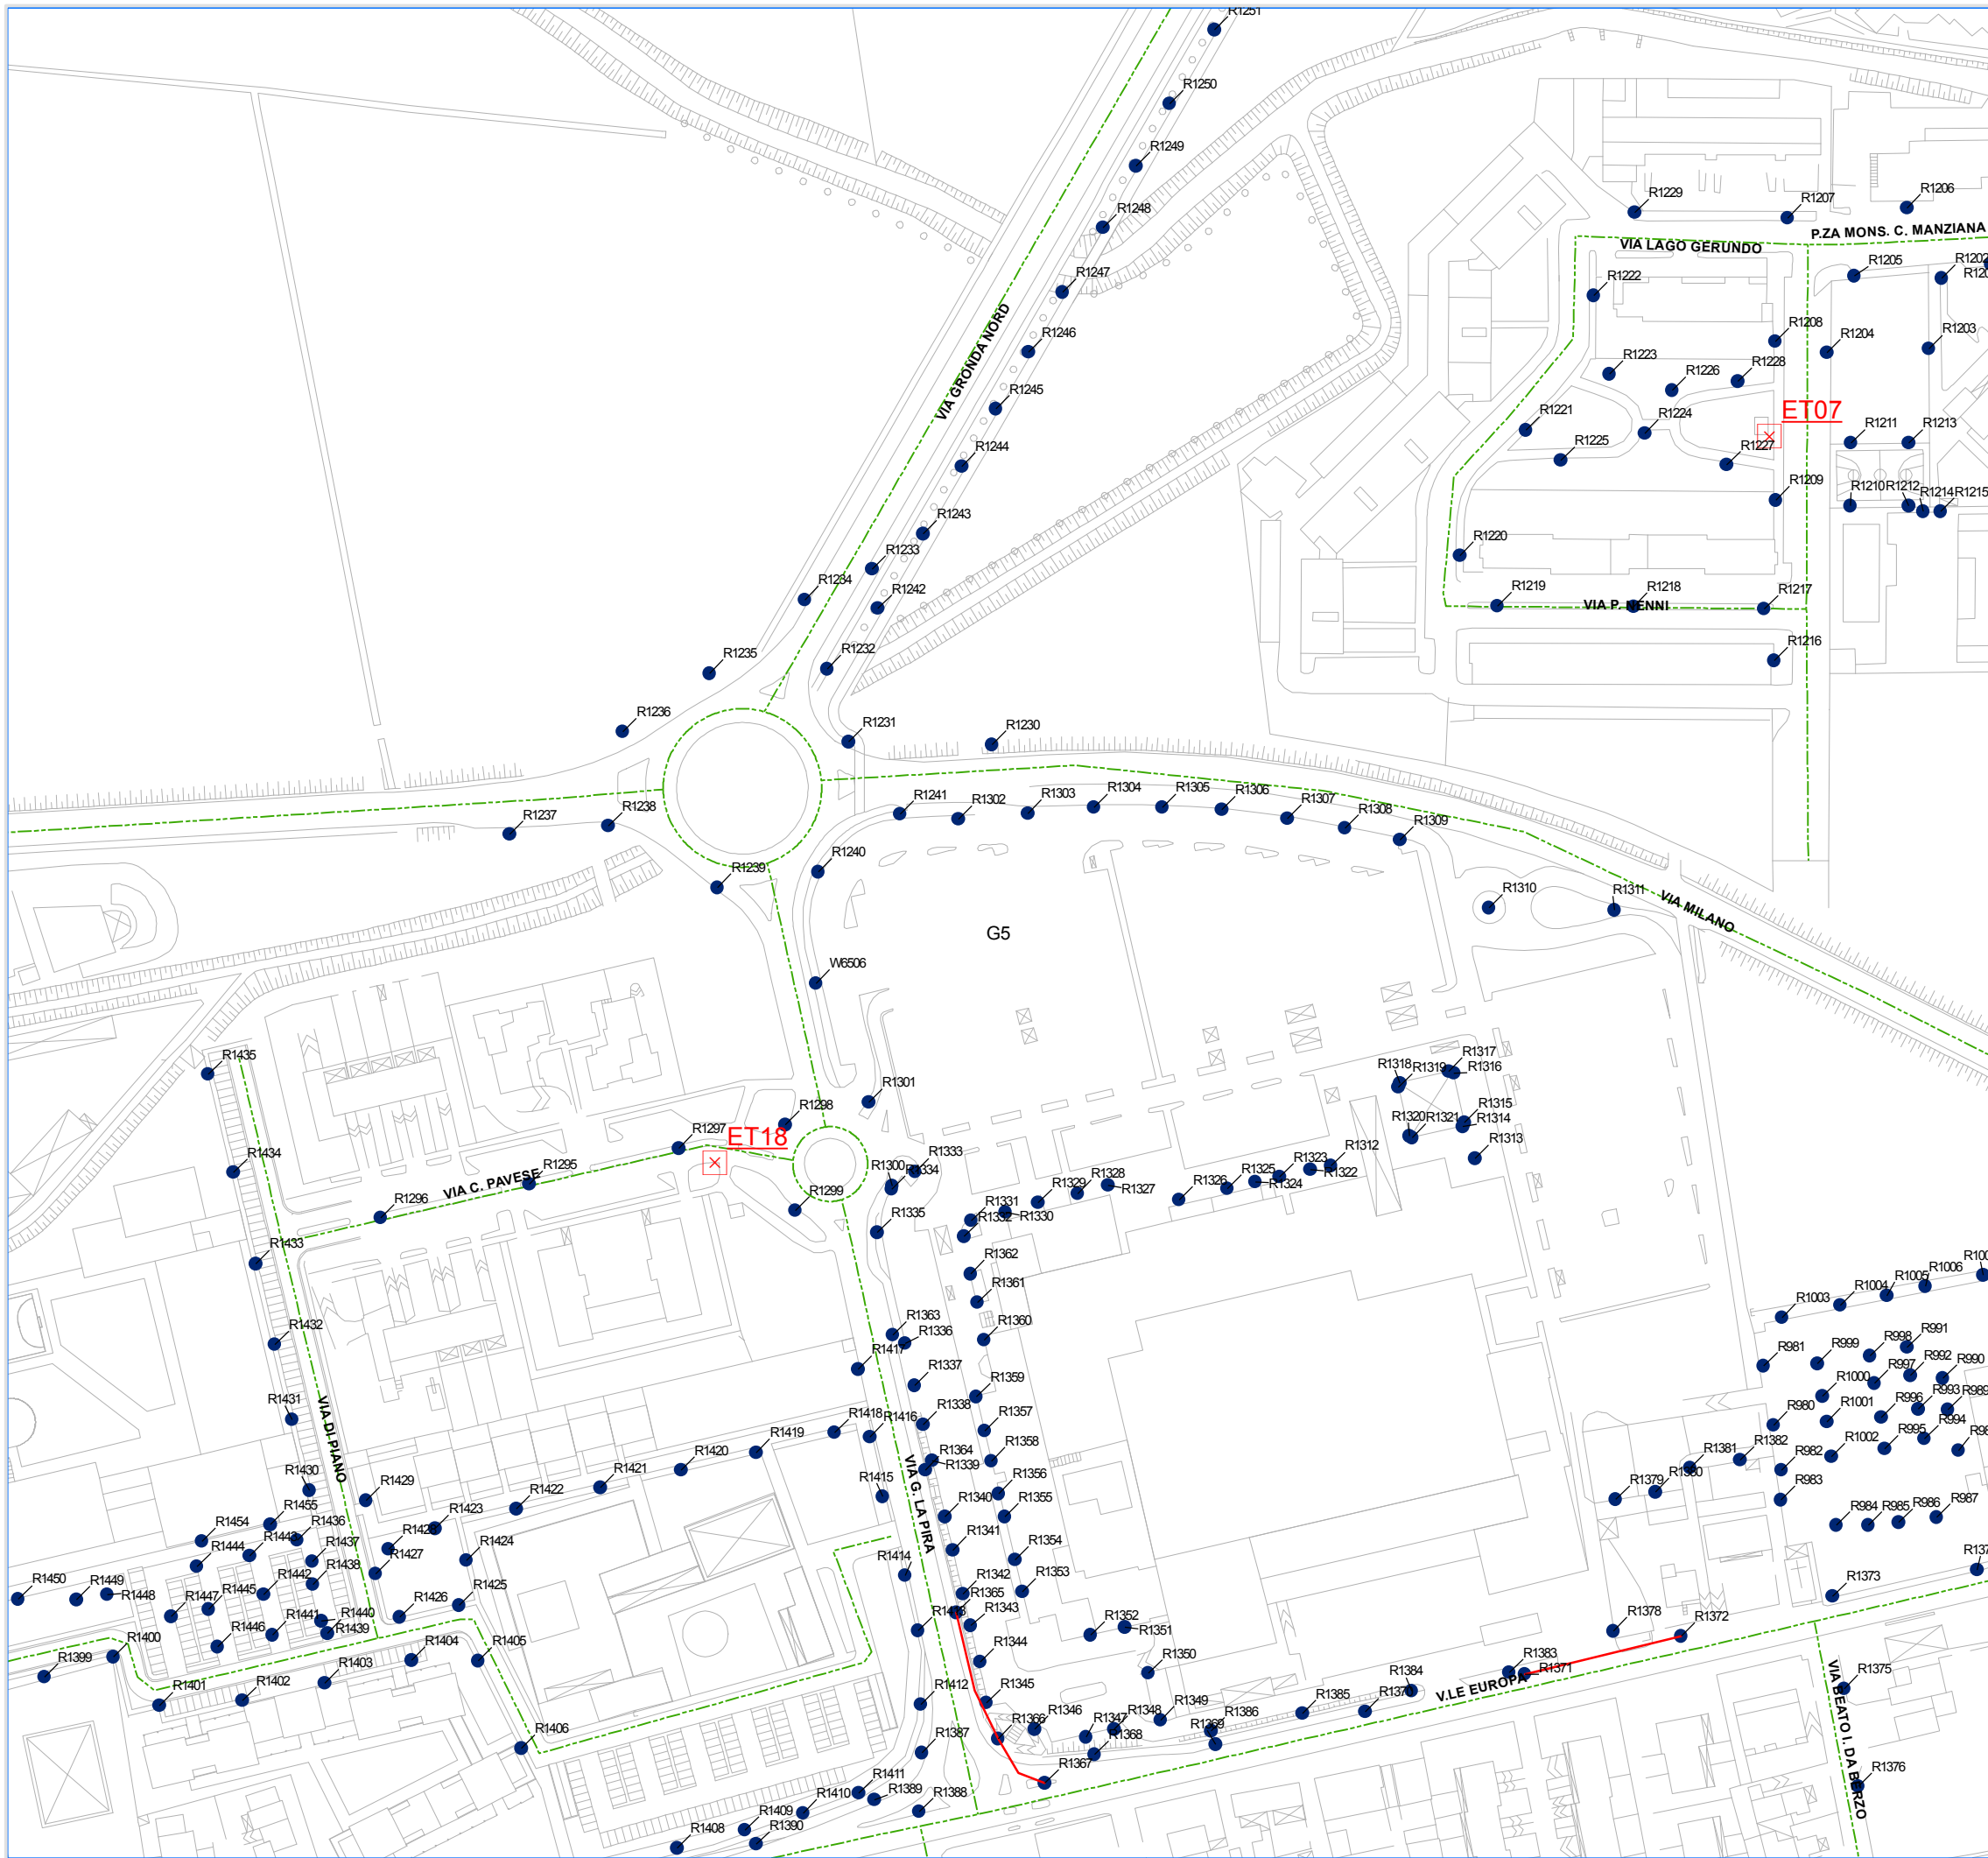 R1251
R1250
R1249
R1248
R1247
R1246
R1245
R1244
R1243
R1233
R1234
R1242
R1232
R1235
R1236
R1231
R1230
R1237
R1238
R1239
R1240
R1241
VIA GRONDA NORD
R1229
R1207
R1206
VIA LAGO GERUNDO
P.ZA MONS. C. MANZIANA
R1205
R1202
R1222
R1208
R1204
R1203
R1223
R1226
R1228
ET07
R1221
R1224
R1225
R1227
R1211
R1213
R1209
R1210
R1212
R1214
R1215
R1220
R1219
VIA P. NENNI
R1218
R1217
R1216
R1302
R1303
R1304
R1305
R1306
R1307
R1308
R1309
R1310
R1311
VIA MILANO
G5
W6506
R1435
R1434
R1433
R1432
R1431
R1430
VIA DI PIANO
R1301
R1298
R1297
ET18
R1295
VIA C. PAVESE
R1296
R1299
R1300
R1333
R1334
R1335
R1317
R1318
R1319
R1316
R1315
R1314
R1320
R1321
R1313
R1312
R1322
R1323
R1324
R1325
R1326
R1327
R1328
R1329
R1330
R1331
R1332
R1362
R1361
R1360
R1363
R1336
R1417
R1337
R1359
R1338
R1357
R1418
R1416
R1358
R1364
R1339
R1419
R1420
R1421
R1422
R1415
VIA G. LA PIRA
R1356
R1355
R1340
R1341
R1354
R1353
R1342
R1365
R1343
R1414
R1413
R1344
R1352
R1351
R1350
R1345
R1412
R1366
R1346
R1347
R1348
R1349
R1368
R1367
R1369
R1386
R1385
R1370
R1384
V.LE EUROPA
R1383
R1371
R1372
R1378
R1373
R1379
R1380
R1381
R1382
R1003
R1004
R1005
R1006
R981
R999
R998
R991
R1000
R997
R992
R990
R980
R1001
R996
R993
R989
R982
R1002
R995
R994
R983
R984
R985
R986
R987
R1375
R1376
VIA BEATO I. DA BERZO
R1429
R1423
R1428
R1427
R1424
R1425
R1426
R1455
R1454
R1436
R1443
R1444
R1437
R1438
R1442
R1445
R1447
R1446
R1441
R1440
R1439
R1450
R1449
R1448
R1400
R1399
R1401
R1402
R1403
R1404
R1405
R1406
R1387
R1411
R1389
R1388
R1410
R1409
R1390
R1408